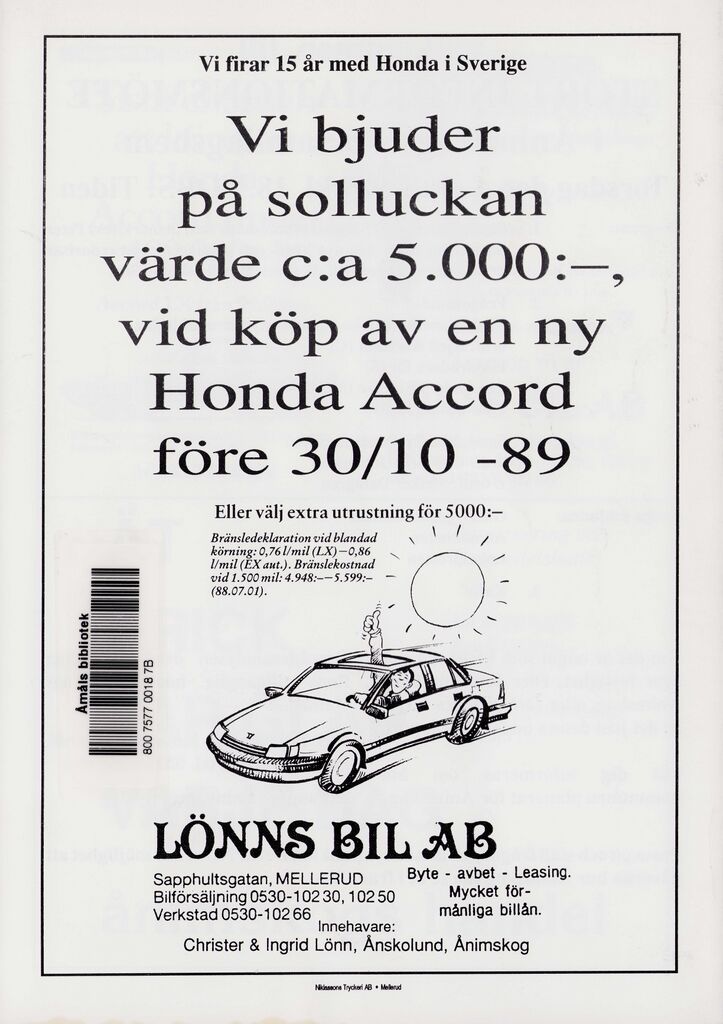 Vi firar 15 år med Honda i Sverige
Vi bjuder
på solluckan
värde c:a 5.000:–,
vid köp av en ny
Honda Accord
före 30/10 -89
Eller välj extra utrustning för 5000:–
Bränsledeklaration vid blandad
körning: 0,76 l/mil (LX)–0,86
l/mil (EX aut.). Bränslekostnad
vid 1.500 mil: 4.948:––5.599:–
(88.07.01).
Åmåls bibliotek
800 7577 0018 7B
LÖNNS BIL AB
Sapphultsgatan, MELLERUD
Bilförsäljning 0530-102 30, 102 50
Verkstad 0530-102 66
Byte - avbet - Leasing.
Mycket för-
månliga billån.
Innehavare:
Christer & Ingrid Lönn, Ånskolund, Ånimskog
Niklassons Tryckeri AB • Mellerud